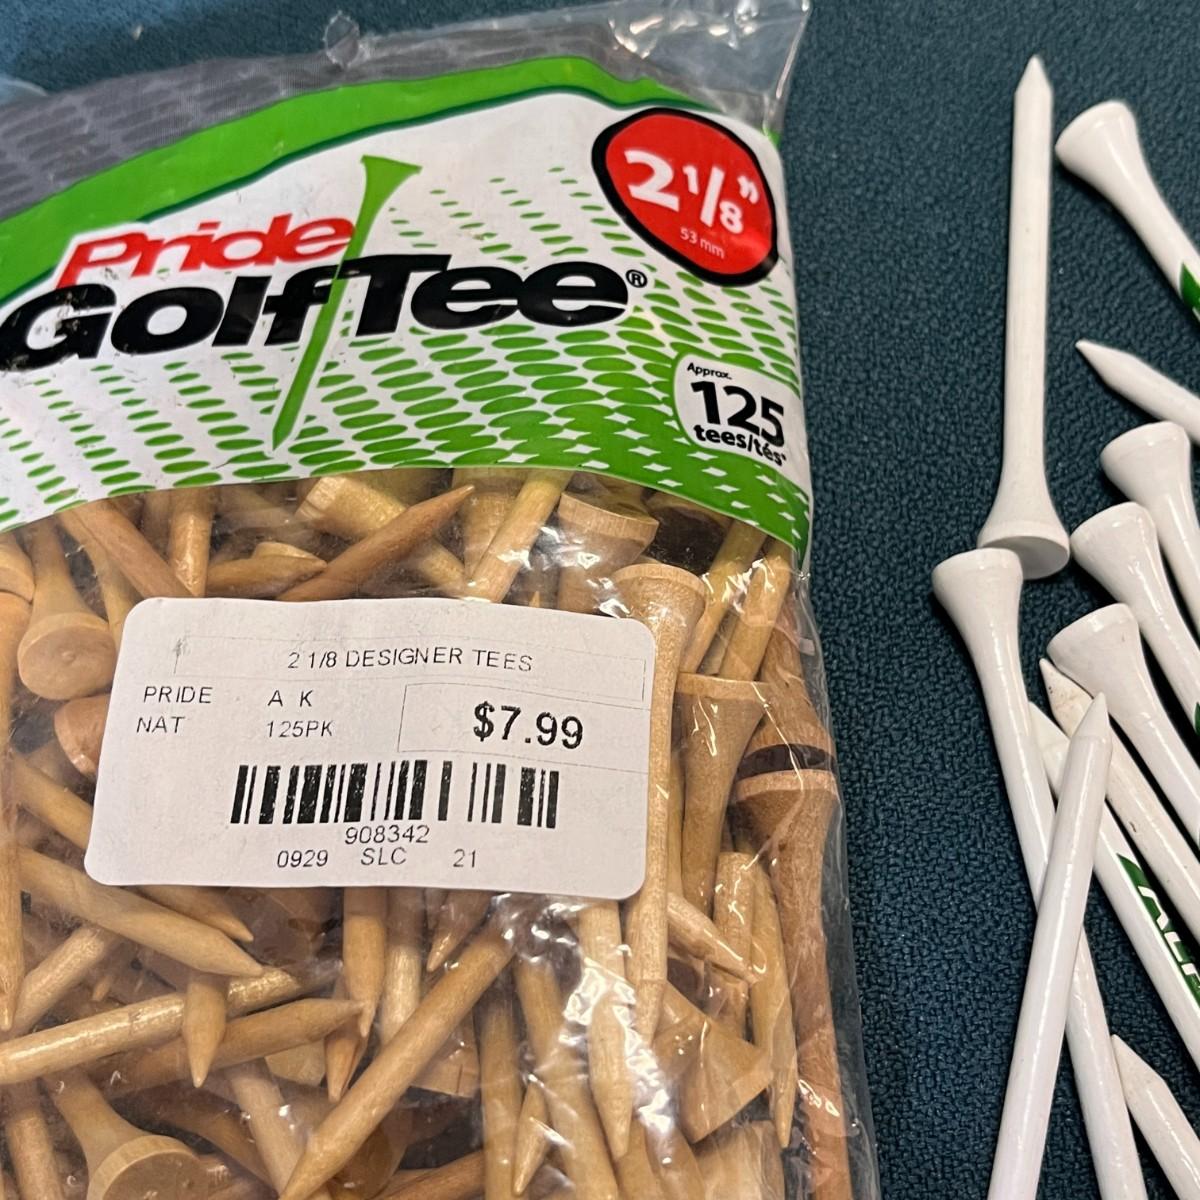 Pride
GolfTee®
2 1/8"
53 mm
Approx.
125
tees/tés*
2 1/8 DESIGNER TEES
PRIDE A K
NAT 125PK
$7.99
908342
0929 SLC 21